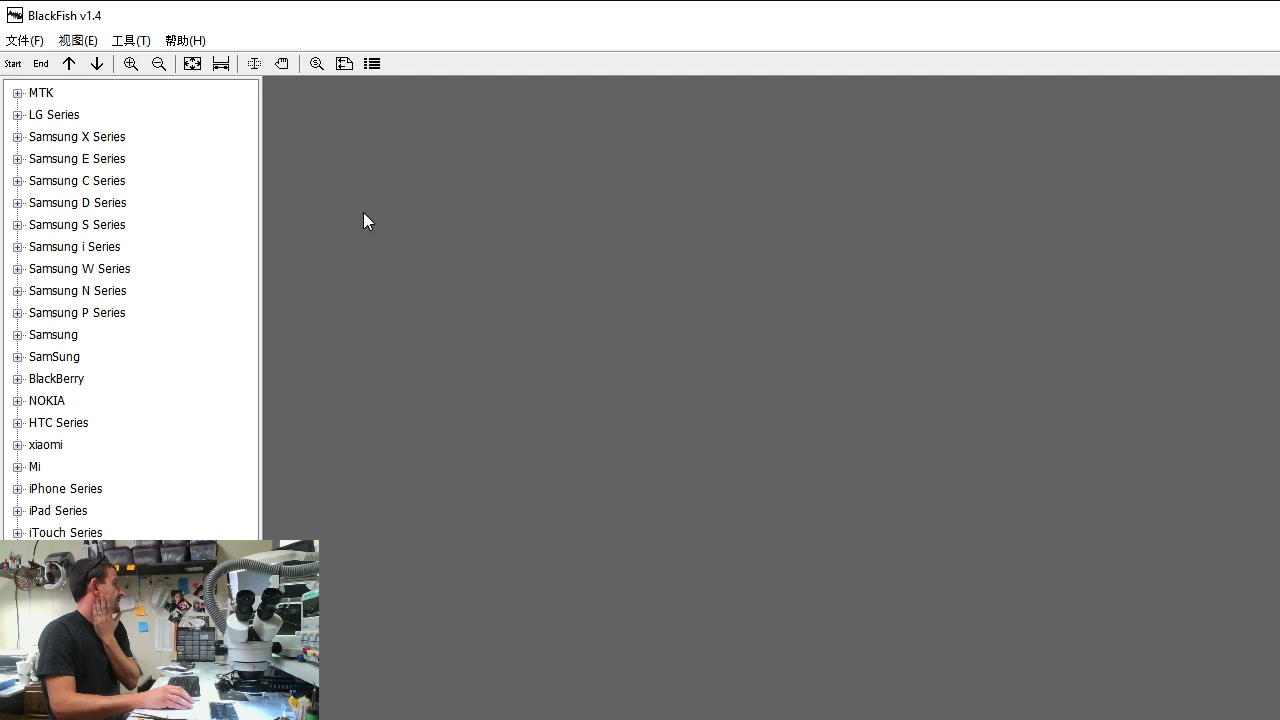 BlackFish v1.4
文件(F) 视图(E) 工具(T) 帮助(H)
Start End
MTK
LG Series
Samsung X Series
Samsung E Series
Samsung C Series
Samsung D Series
Samsung S Series
Samsung i Series
Samsung W Series
Samsung N Series
Samsung P Series
Samsung
SamSung
BlackBerry
NOKIA
HTC Series
xiaomi
Mi
iPhone Series
iPad Series
iTouch Series